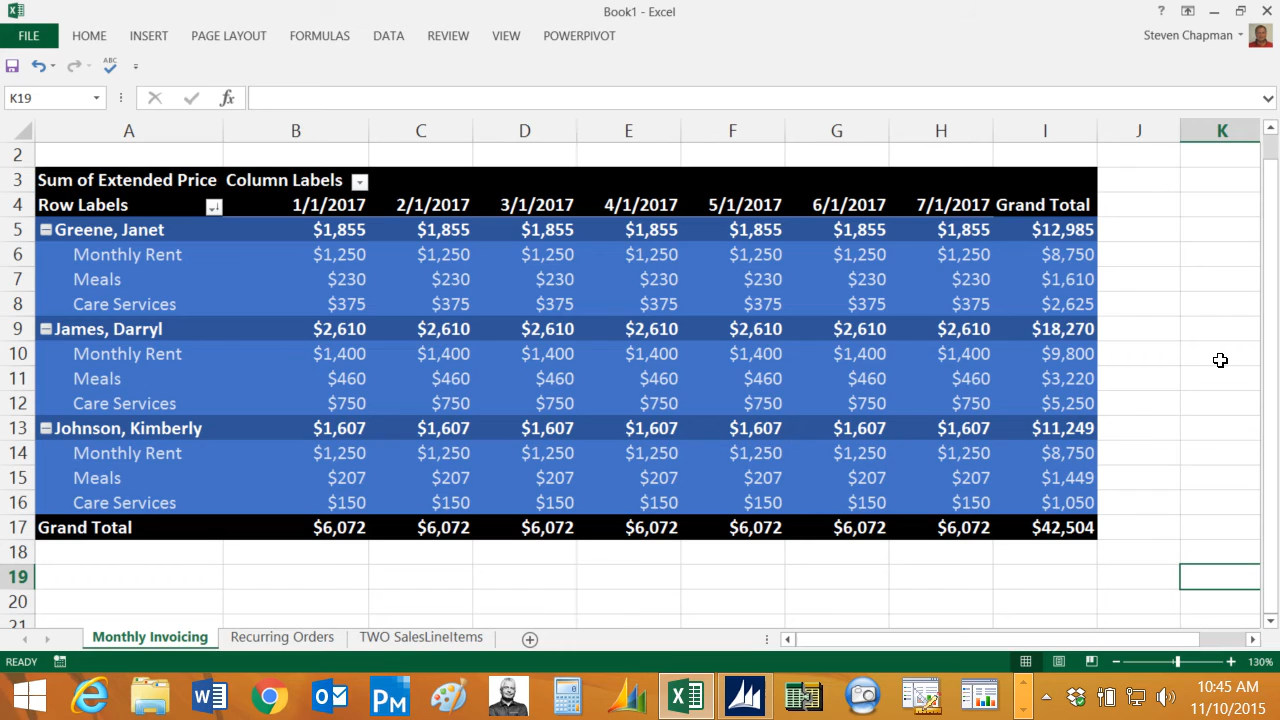 Book1 - Excel
?
FILE HOME INSERT PAGE LAYOUT FORMULAS DATA REVIEW VIEW POWERPIVOT Steven Chapman
ABC
K19 fx
A B C D E F G H I J K
2
3 Sum of Extended Price Column Labels
4 Row Labels 1/1/2017 2/1/2017 3/1/2017 4/1/2017 5/1/2017 6/1/2017 7/1/2017 Grand Total
5 Greene, Janet $1,855 $1,855 $1,855 $1,855 $1,855 $1,855 $1,855 $12,985
6 Monthly Rent $1,250 $1,250 $1,250 $1,250 $1,250 $1,250 $1,250 $8,750
7 Meals $230 $230 $230 $230 $230 $230 $230 $1,610
8 Care Services $375 $375 $375 $375 $375 $375 $375 $2,625
9 James, Darryl $2,610 $2,610 $2,610 $2,610 $2,610 $2,610 $2,610 $18,270
10 Monthly Rent $1,400 $1,400 $1,400 $1,400 $1,400 $1,400 $1,400 $9,800
11 Meals $460 $460 $460 $460 $460 $460 $460 $3,220
12 Care Services $750 $750 $750 $750 $750 $750 $750 $5,250
13 Johnson, Kimberly $1,607 $1,607 $1,607 $1,607 $1,607 $1,607 $1,607 $11,249
14 Monthly Rent $1,250 $1,250 $1,250 $1,250 $1,250 $1,250 $1,250 $8,750
15 Meals $207 $207 $207 $207 $207 $207 $207 $1,449
16 Care Services $150 $150 $150 $150 $150 $150 $150 $1,050
17 Grand Total $6,072 $6,072 $6,072 $6,072 $6,072 $6,072 $6,072 $42,504
18
19
20
21
Monthly Invoicing Recurring Orders TWO SalesLineItems
READY 130%
PM
10:45 AM
11/10/2015